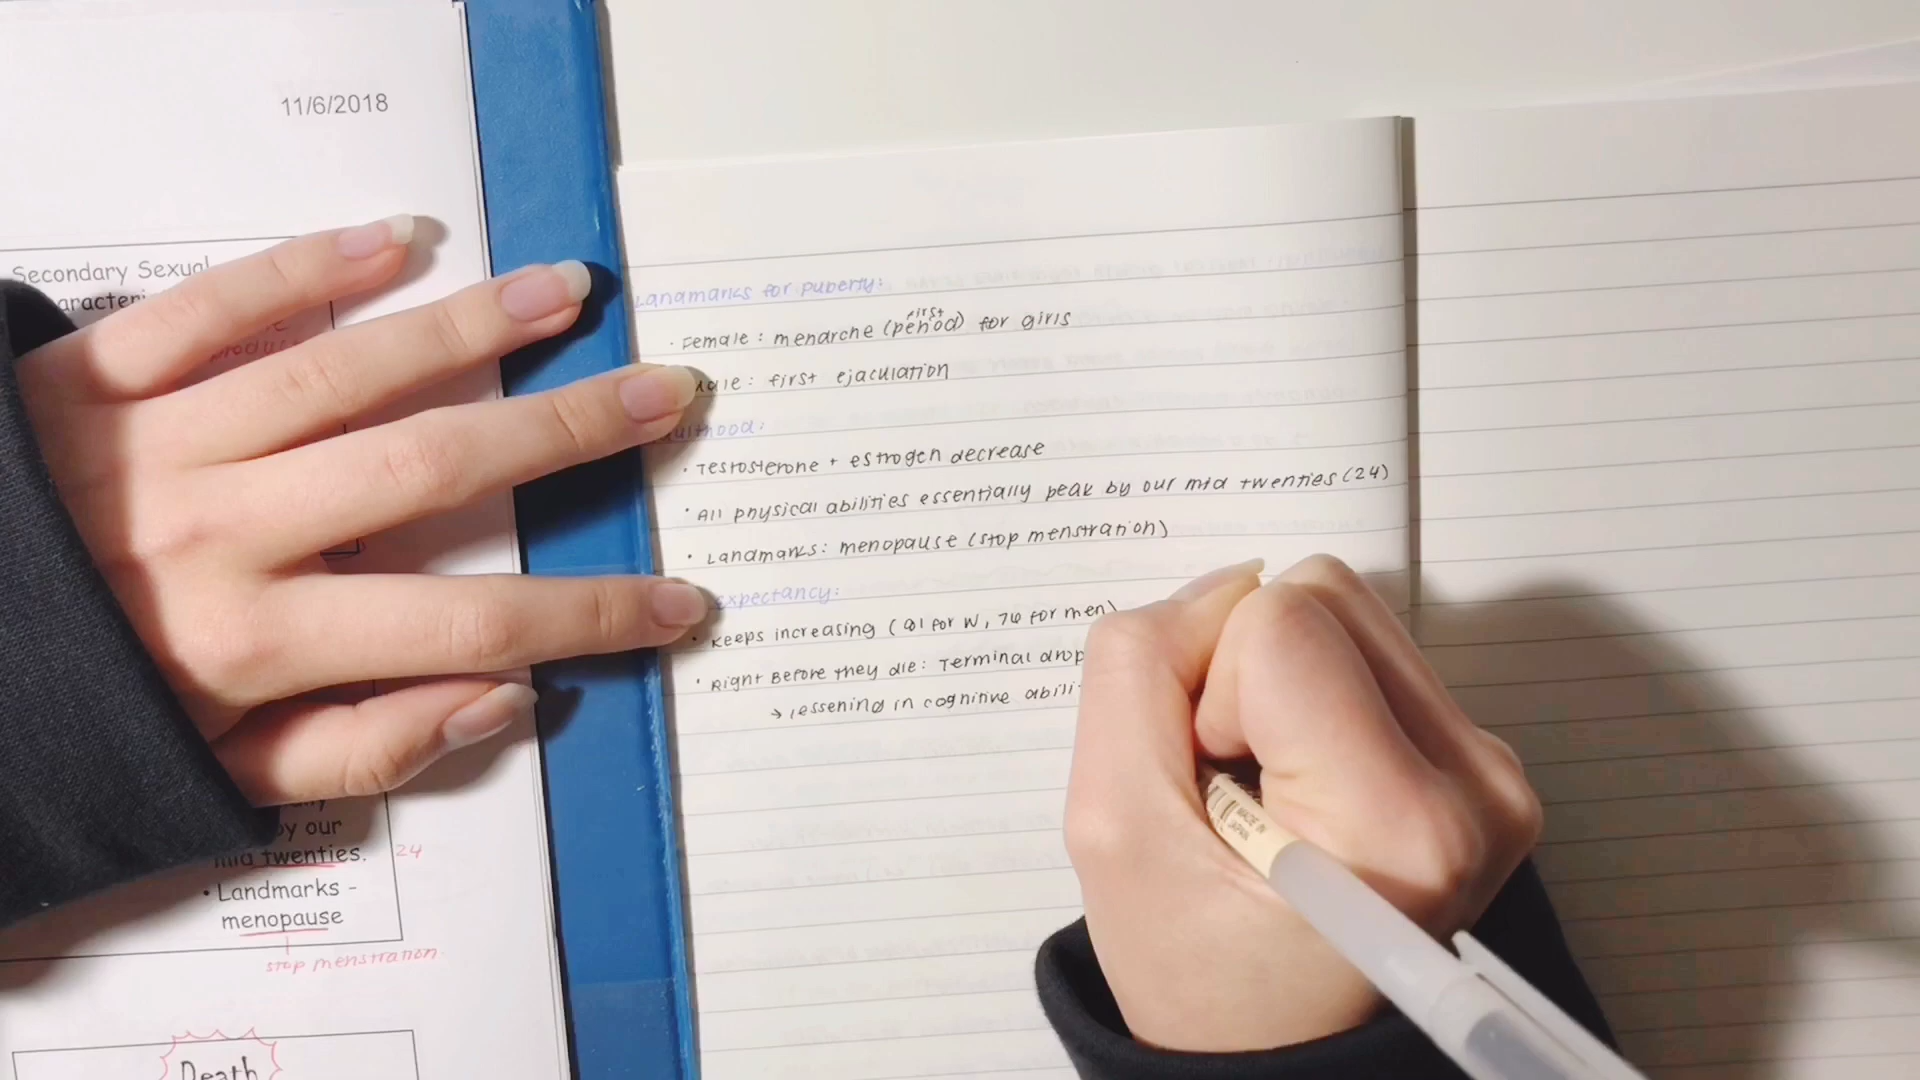 11/6/2018
Secondary Sexual
by our
mid twenties. 24
• Landmarks -
menopause
stop menstration
Death
Landmarks for puberty:
first
• Female: menarche (period) for girls
male: first ejaculation
• Testosterone + estrogen decrease
• All physical abilities essentially peak by our mid twenties (24)
• Landmarks: menopause (stop menstration)
expectancy:
• Keeps increasing (81 for W, 76 for men)
• Right Before they die: Terminal drop
→ lessening in cognitive
MADE IN
JAPAN